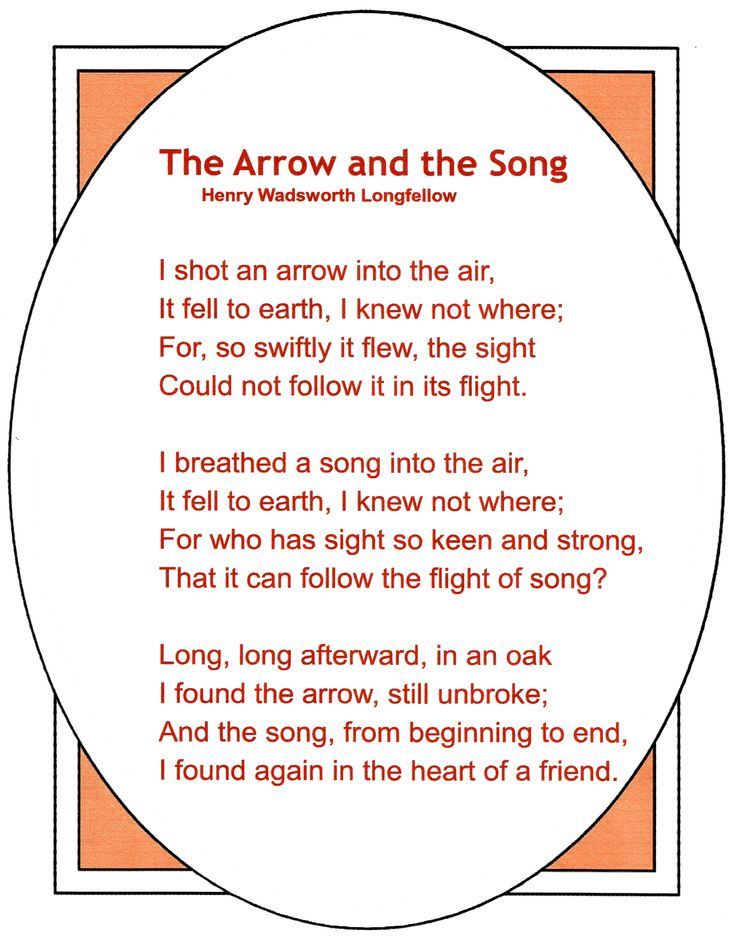 The Arrow and the Song
Henry Wadsworth Longfellow
I shot an arrow into the air,
It fell to earth, I knew not where;
For, so swiftly it flew, the sight
Could not follow it in its flight.
I breathed a song into the air,
It fell to earth, I knew not where;
For who has sight so keen and strong,
That it can follow the flight of song?
Long, long afterward, in an oak
I found the arrow, still unbroke;
And the song, from beginning to end,
I found again in the heart of a friend.